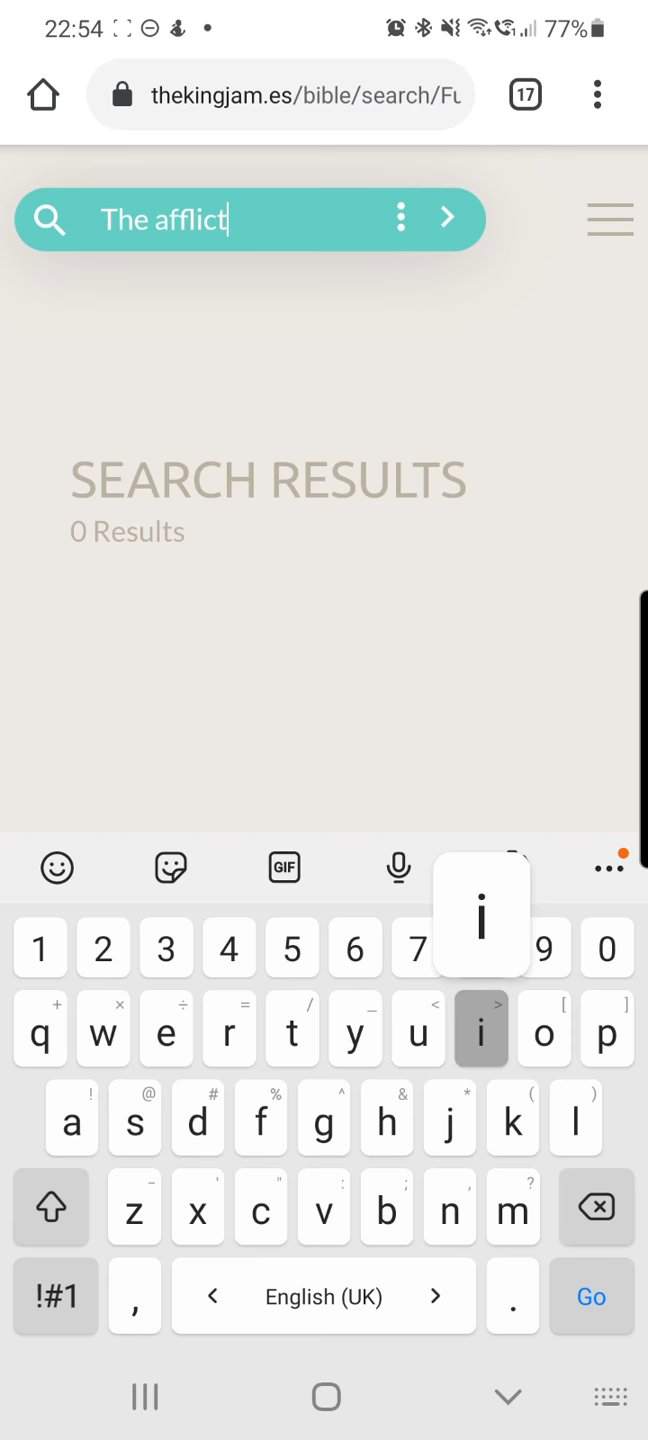 22:54 77%
thekingjam.es/bible/search/Fu 17
The afflict
SEARCH RESULTS
0 Results
GIF
i
1 2 3 4 5 6 7 9 0
+ × ÷ = / _ < > [ ]
q w e r t y u i o p
! @ # % ^ & * ( )
a s d f g h j k l
- ' " : ; , ?
z x c v b n m
!#1 , < English (UK) > . Go